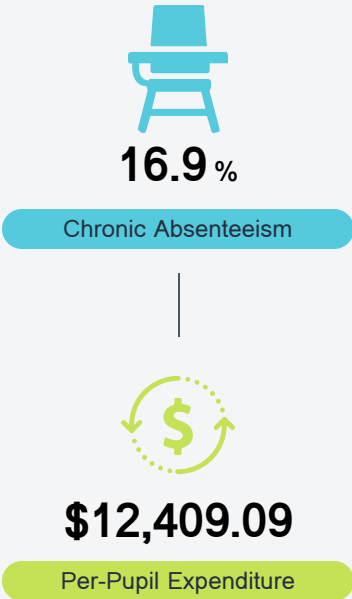 16.9 %
Chronic Absenteeism
$
$12,409.09
Per-Pupil Expenditure